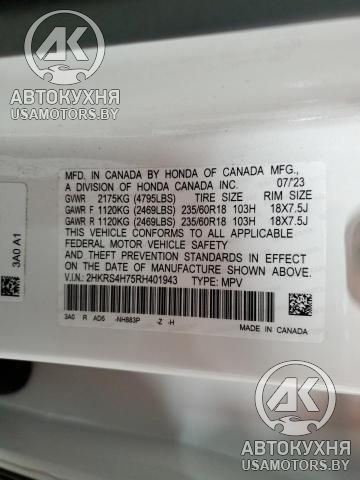 АК
АВТОКУХНЯ
USAMOTORS.BY
MFD. IN CANADA BY HONDA OF CANADA MFG.,
A DIVISION OF HONDA CANADA INC. 07/'23
GVWR 2175KG (4795LBS) TIRE SIZE RIM SIZE
GAWR F 1120KG (2469LBS) 235/60R18 103H 18X7.5J
GAWR R 1120KG (2469LBS) 235/60R18 103H 18X7.5J
THIS VEHICLE CONFORMS TO ALL APPLICABLE
FEDERAL MOTOR VEHICLE SAFETY
AND THEFT PREVENTION STANDARDS IN EFFECT
ON THE DATE OF MANUFACTURE SHOWN ABOVE.
V.I.N.: 2HKRS4H75RH401943 TYPE: MPV
3A0 R AD5 -NH883P -Z -H
MADE IN CANADA
3A0 A1
АК
АВТОКУХНЯ
USAMOTORS.BY